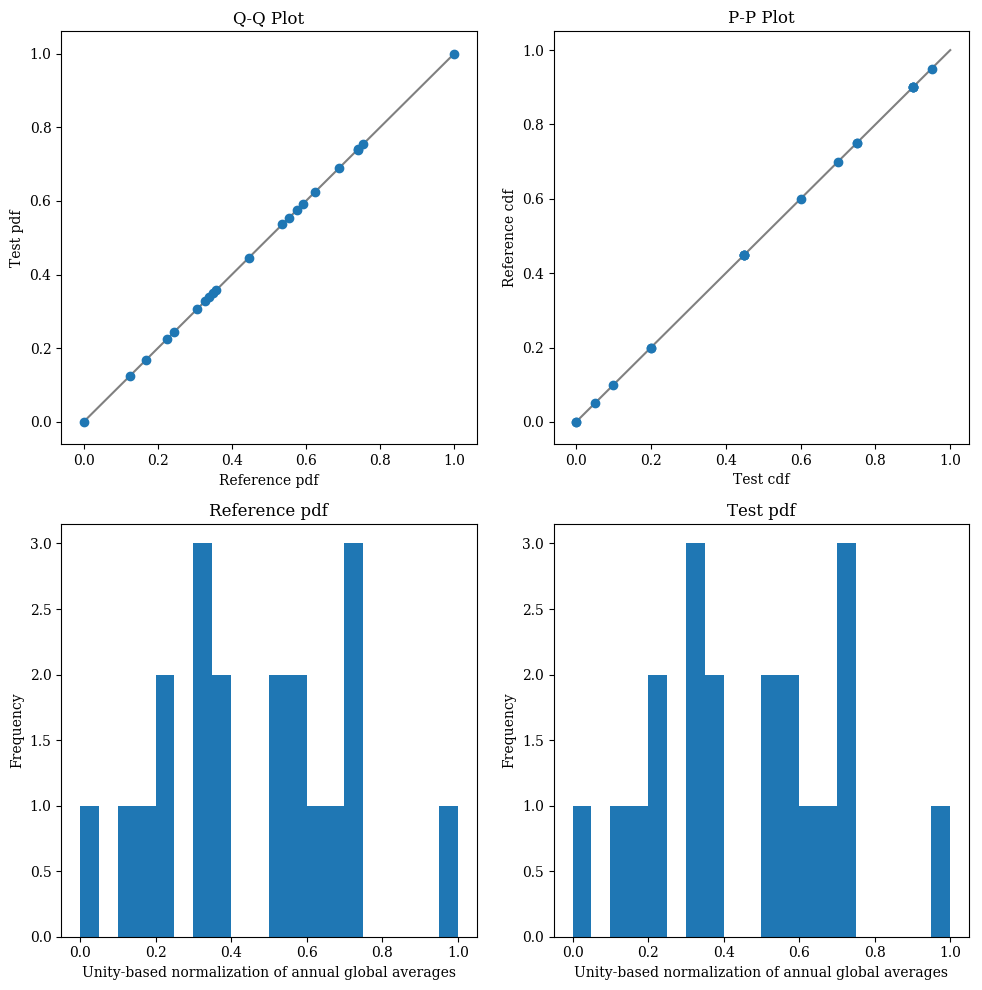 Q-Q Plot
1.0
0.8
0.6
0.4
0.2
0.0
Test pdf
0.0 0.2 0.4 0.6 0.8 1.0
Reference pdf
P-P Plot
1.0
0.8
0.6
0.4
0.2
0.0
Reference cdf
0.0 0.2 0.4 0.6 0.8 1.0
Test cdf
Reference pdf
3.0
2.5
2.0
1.5
1.0
0.5
0.0
Frequency
0.0 0.2 0.4 0.6 0.8 1.0
Unity-based normalization of annual global averages
Test pdf
3.0
2.5
2.0
1.5
1.0
0.5
0.0
Frequency
0.0 0.2 0.4 0.6 0.8 1.0
Unity-based normalization of annual global averages